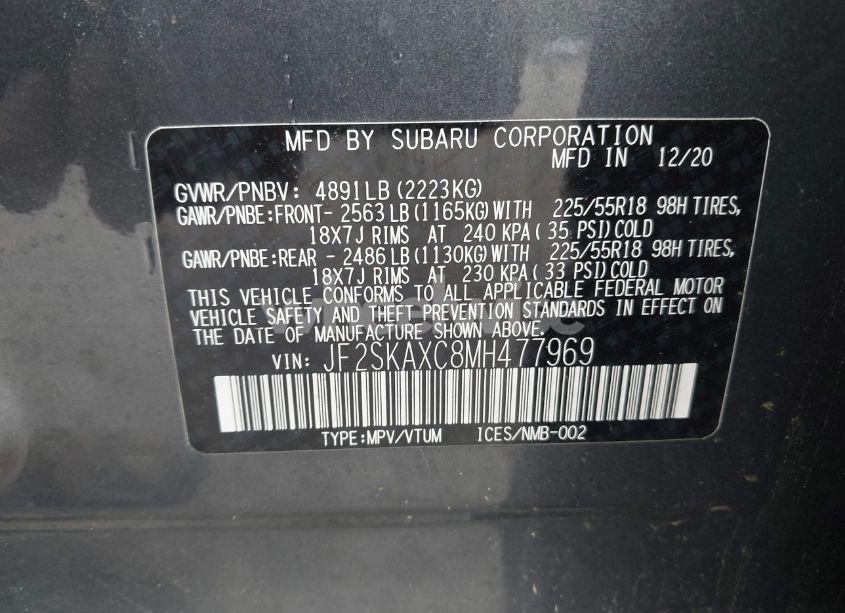 MFD BY SUBARU CORPORATION
MFD IN 12/20
GVWR/PNBV: 4891LB(2223KG)
GAWR/PNBE:FRONT- 2563LB(1165KG)WITH 225/55R18 98H TIRES,
18X7J RIMS AT 240 KPA( 35 PSI)COLD
GAWR/PNBE:REAR - 2486LB(1130KG)WITH 225/55R18 98H TIRES,
18X7J RIMS AT 230 KPA( 33 PSI)COLD
THIS VEHICLE CONFORMS TO ALL APPLICABLE FEDERAL MOTOR
VEHICLE SAFETY AND THEFT PREVENTION STANDARDS IN EFFECT ON
THE DATE OF MANUFACTURE SHOWN ABOVE.
VIN: JF2SKAXC8MH477969
TYPE:MPV/VTUM ICES/NMB-002